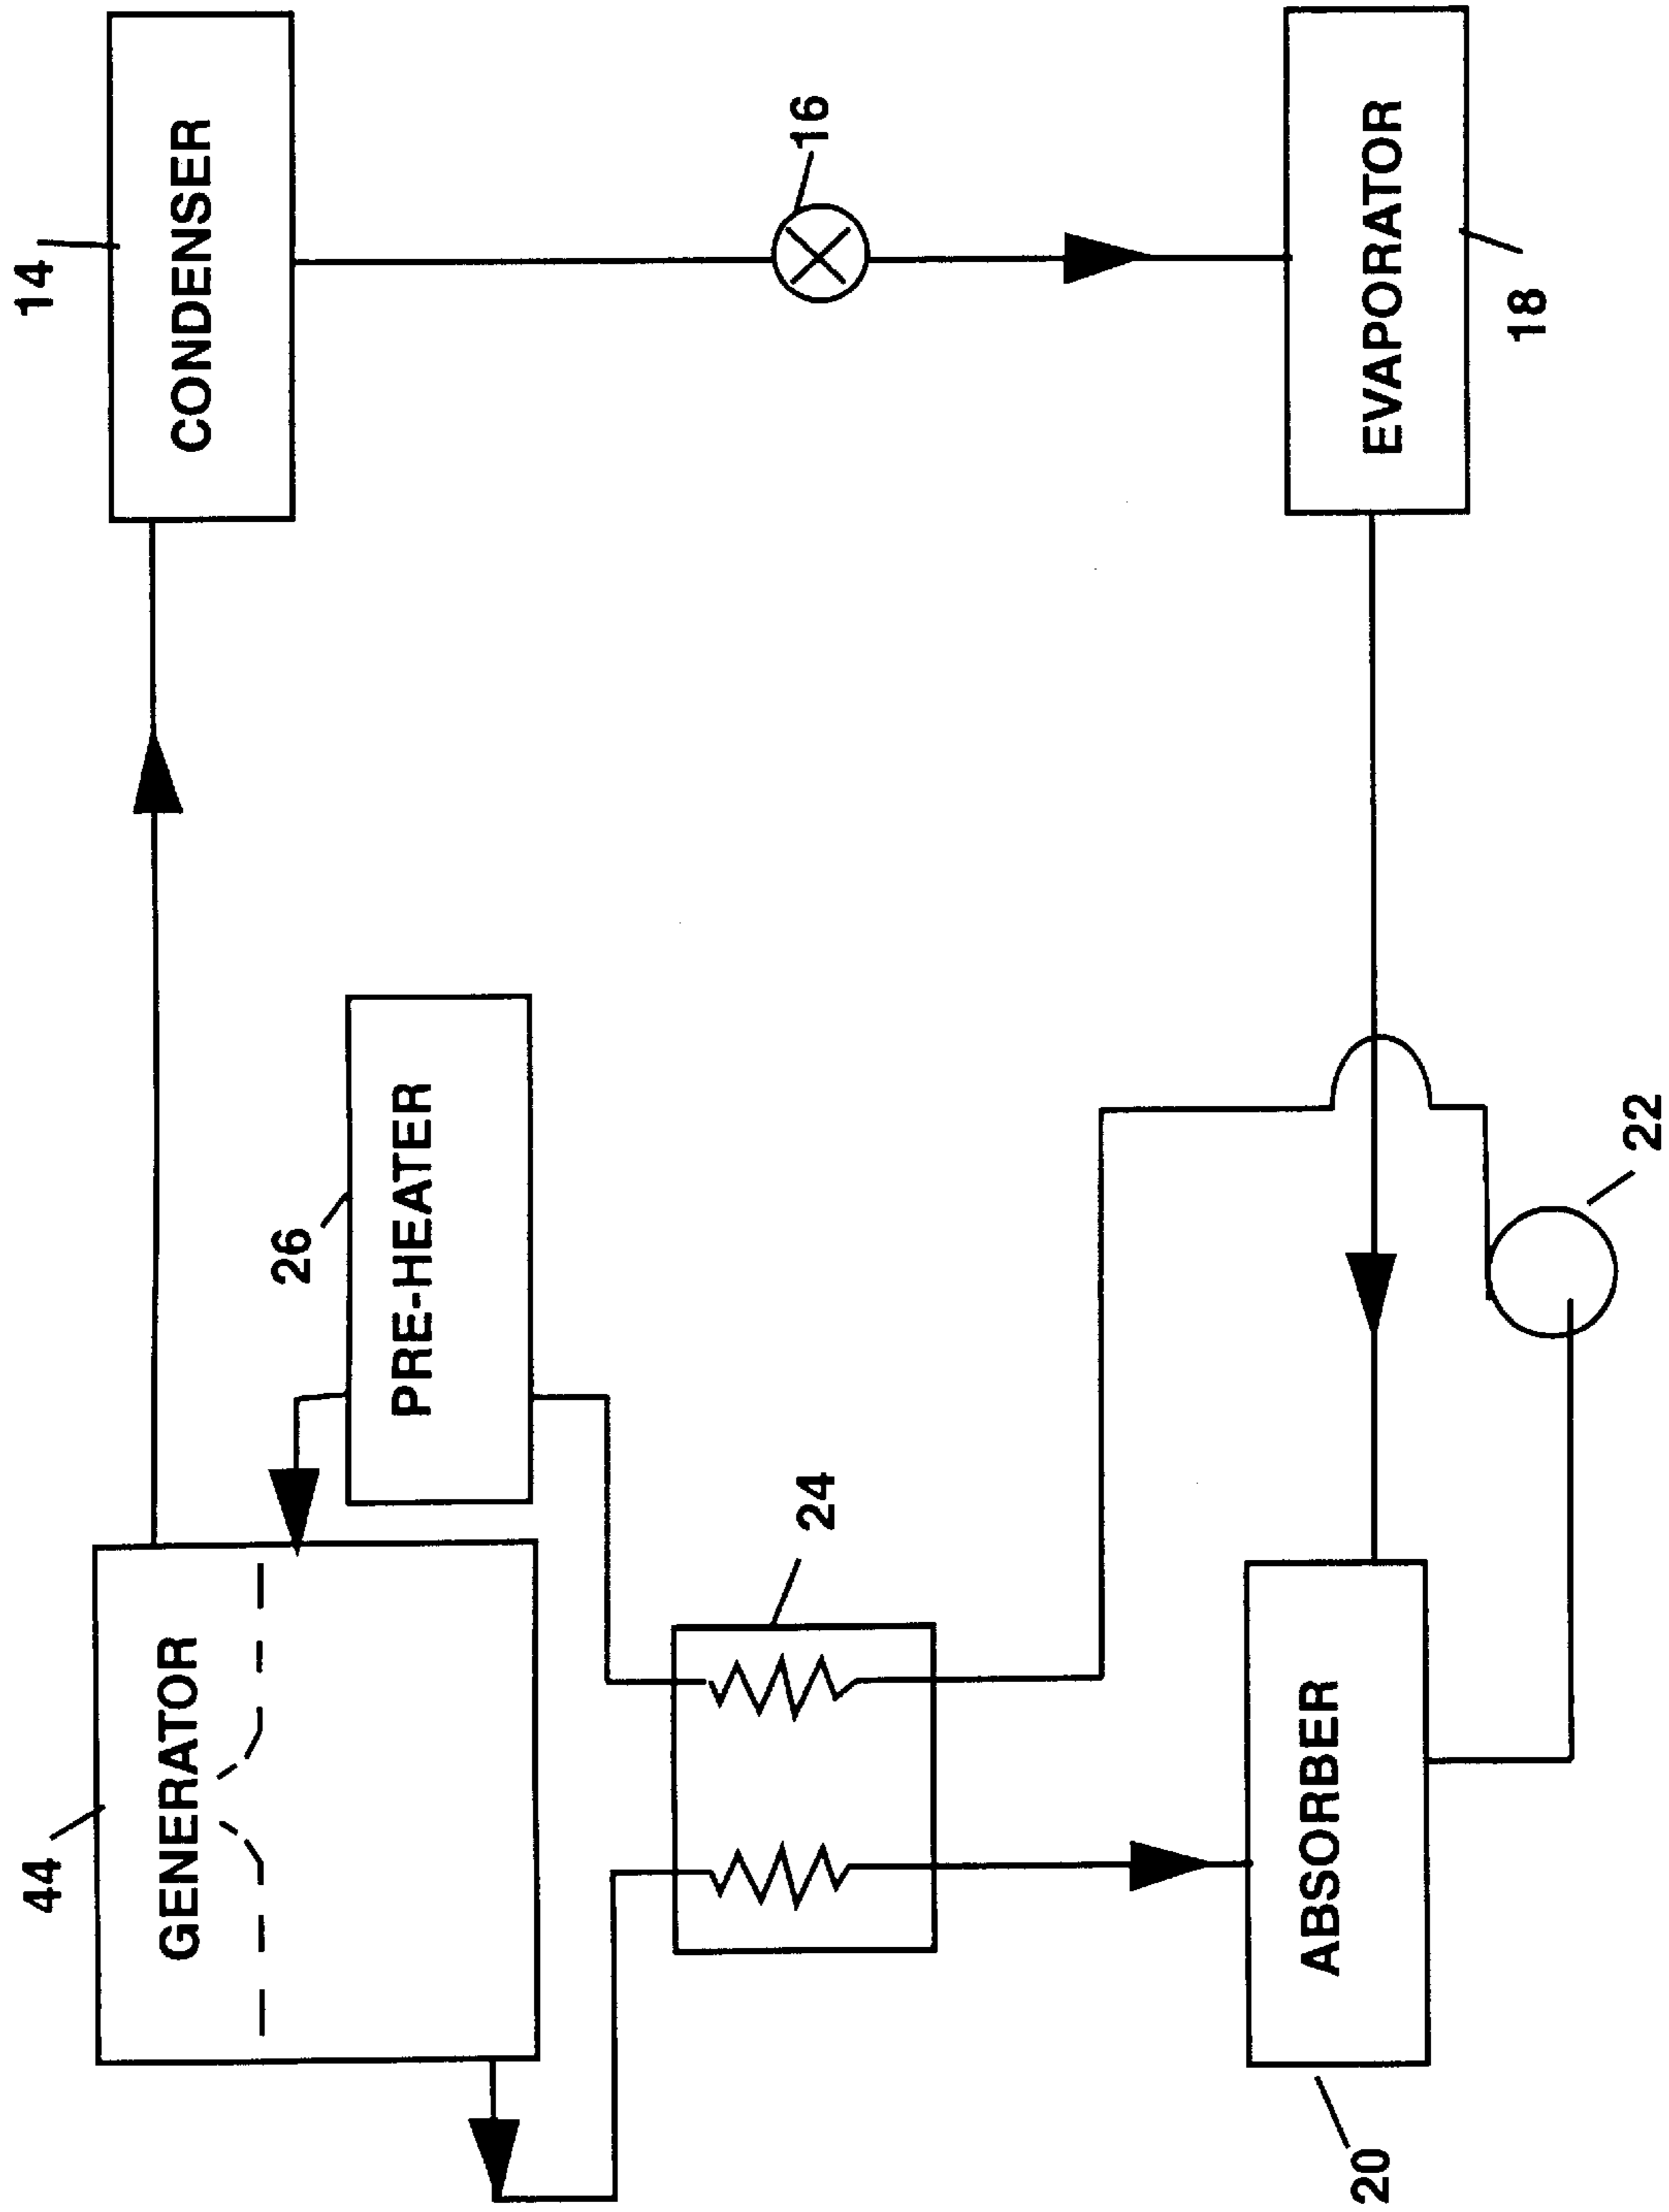 44
GENERATOR
14
CONDENSER
26
PRE-HEATER
24
16
20
ABSORBER
22
EVAPORATOR
18